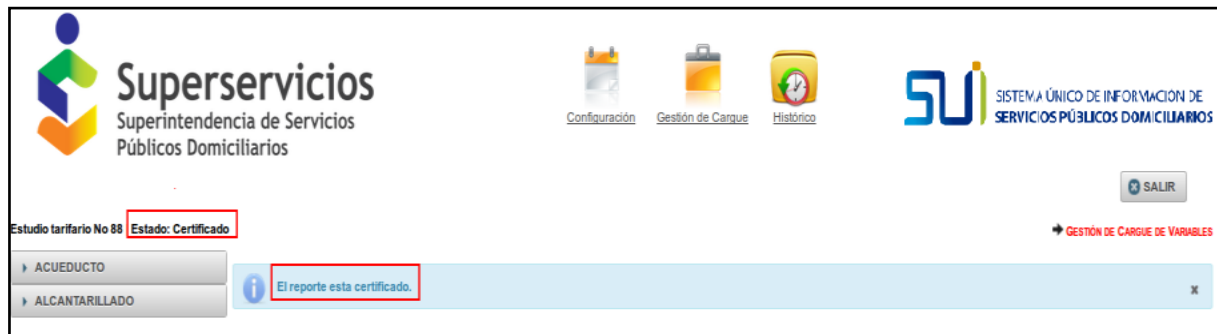 Superservicios
Superintendencia de Servicios
Públicos Domiciliarios
Configuración
Gestión de Cargue
Histórico
sui
SISTEMA ÚNICO DE INFORMACION DE
SERVICIOS PÚBLICOS DOMICILIARIOS
SALIR
Estudio tarifario No 88 Estado: Certificado
GESTIÓN DE CARGUE DE VARIABLES
ACUEDUCTO
ALCANTARILLADO
El reporte esta certificado.
x